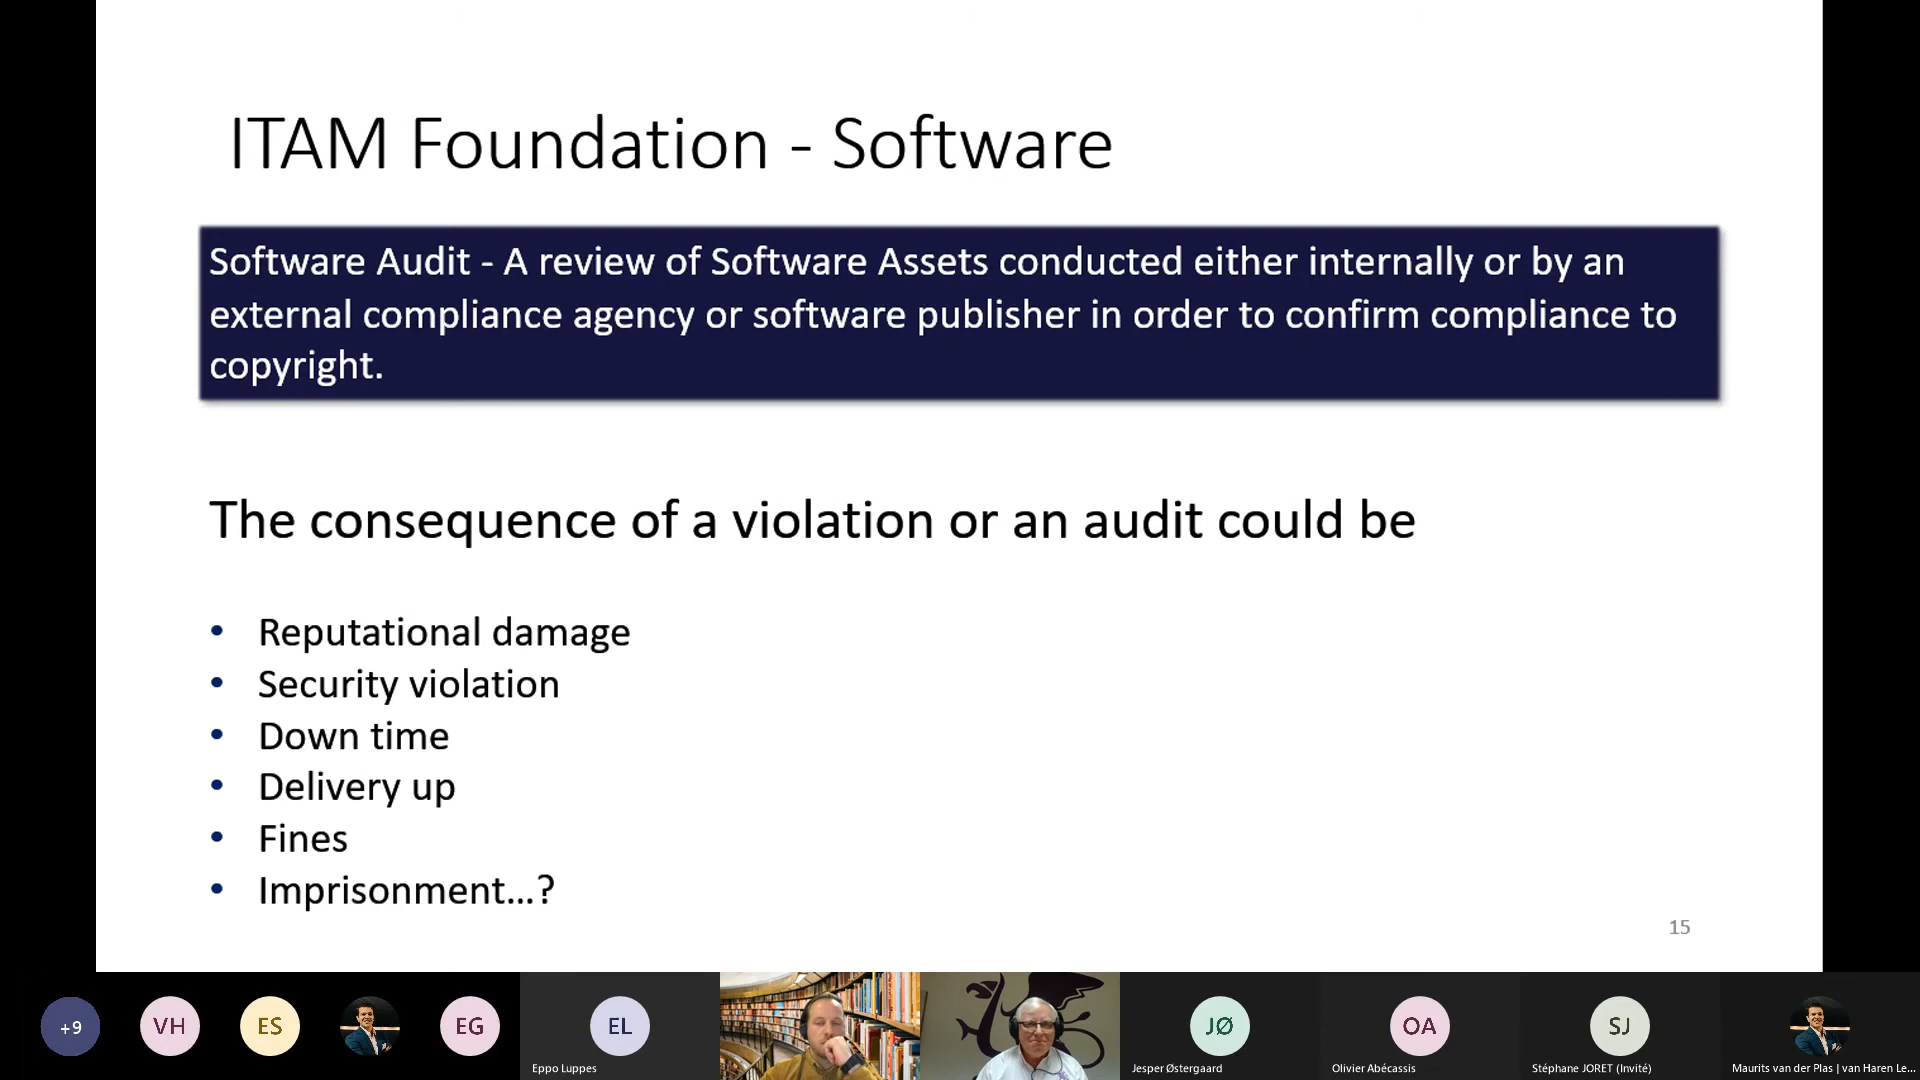 ITAM Foundation - Software
Software Audit - A review of Software Assets conducted either internally or by an
external compliance agency or software publisher in order to confirm compliance to
copyright.
The consequence of a violation or an audit could be
• Reputational damage
• Security violation
• Down time
• Delivery up
• Fines
• Imprisonment...?
15
+9
VH
ES
EG
EL
JØ
OA
SJ
Eppo Luppes
Jesper Østergaard
Olivier Abécassis
Stéphane JORET (Invité)
Maurits van der Plas | van Haren Le...